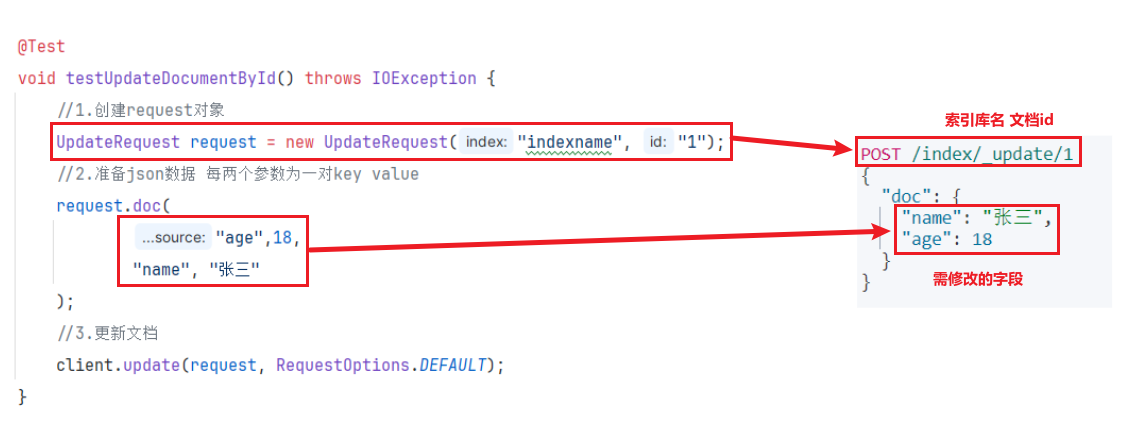 @Test
void testUpdateDocumentById() throws IOException {
//1.创建request对象
UpdateRequest request = new UpdateRequest( index: "indexname", id: "1");
//2.准备json数据 每两个参数为一对key value
request.doc(
...source: "age",18,
"name", "张三"
);
//3.更新文档
client.update(request, RequestOptions.DEFAULT);
}
索引库名 文档id
POST /index/_update/1
{
"doc": {
"name": "张三",
"age": 18
}
需修改的字段
}